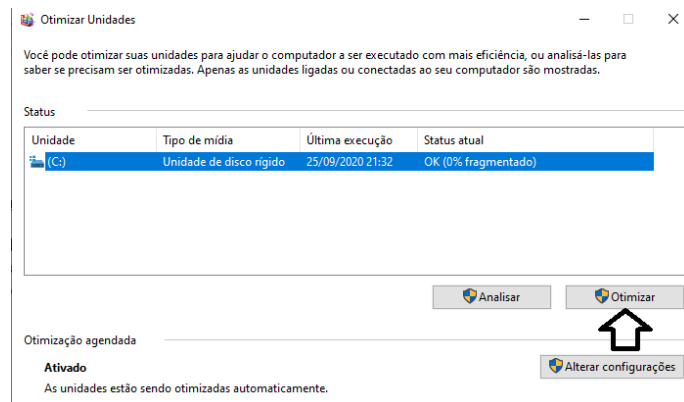 Otimizar Unidades
Você pode otimizar suas unidades para ajudar o computador a ser executado com mais eficiência, ou analisá-las para
saber se precisam ser otimizadas. Apenas as unidades ligadas ou conectadas ao seu computador são mostradas.
Status
Unidade Tipo de mídia Última execução Status atual
(C:) Unidade de disco rígido 25/09/2020 21:32 OK (0% fragmentado)
Analisar Otimizar
Otimização agendada
Ativado Alterar configurações
As unidades estão sendo otimizadas automaticamente.